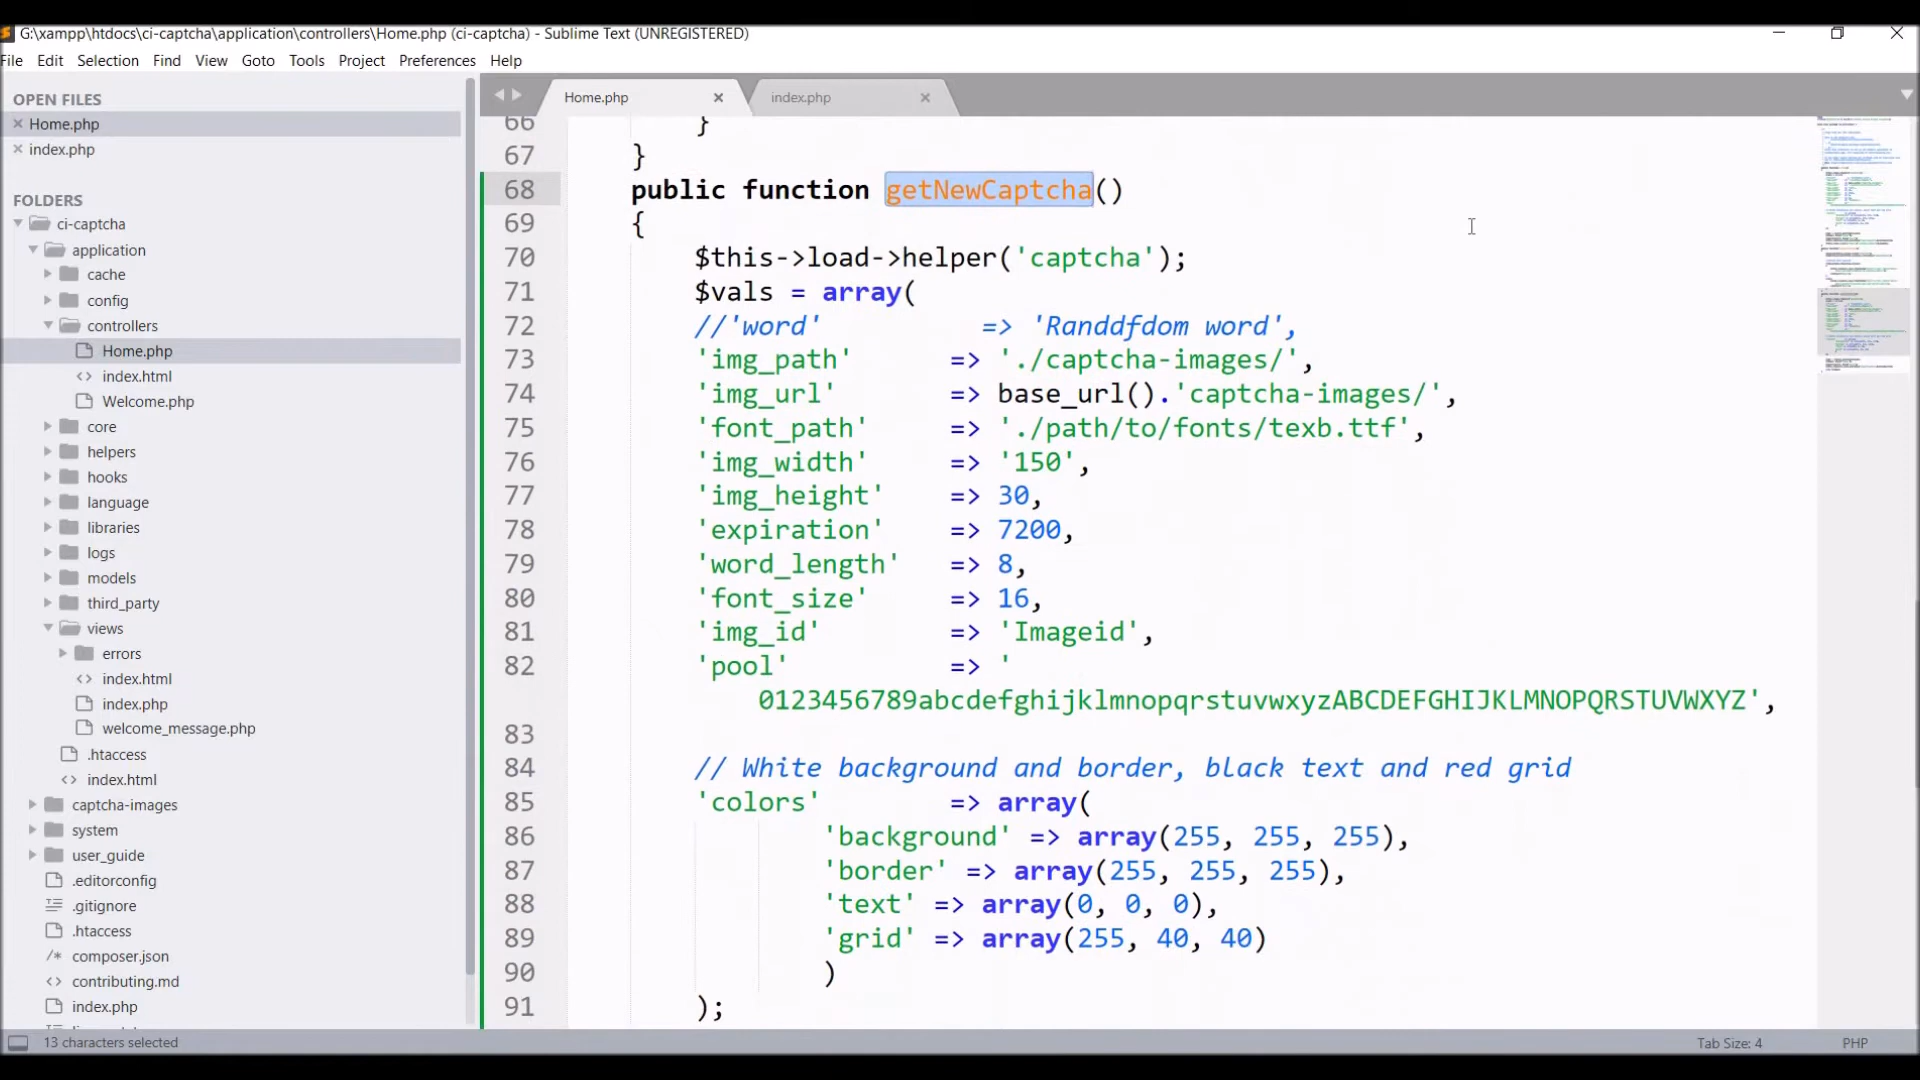 G:\xampp\htdocs\ci-captcha\application\controllers\Home.php (ci-captcha) - Sublime Text (UNREGISTERED)
File Edit Selection Find View Goto Tools Project Preferences Help
OPEN FILES
Home.php
index.php
FOLDERS
ci-captcha
application
cache
config
controllers
Home.php
index.html
Welcome.php
core
helpers
hooks
language
libraries
logs
models
third_party
views
errors
index.html
index.php
welcome_message.php
.htaccess
index.html
captcha-images
system
user_guide
.editorconfig
.gitignore
.htaccess
composer.json
contributing.md
index.php
Home.php index.php
66 }
67 }
68 public function getNewCaptcha()
69 {
70 $this->load->helper('captcha');
71 $vals = array(
72 //'word' => 'Randdfdom word',
73 'img_path' => './captcha-images/',
74 'img_url' => base_url().'captcha-images/',
75 'font_path' => './path/to/fonts/texb.ttf',
76 'img_width' => '150',
77 'img_height' => 30,
78 'expiration' => 7200,
79 'word_length' => 8,
80 'font_size' => 16,
81 'img_id' => 'Imageid',
82 'pool' => '
0123456789abcdefghijklmnopqrstuvwxyzABCDEFGHIJKLMNOPQRSTUVWXYZ',
83
84 // White background and border, black text and red grid
85 'colors' => array(
86 'background' => array(255, 255, 255),
87 'border' => array(255, 255, 255),
88 'text' => array(0, 0, 0),
89 'grid' => array(255, 40, 40)
90 )
91 );
13 characters selected
Tab Size: 4 PHP